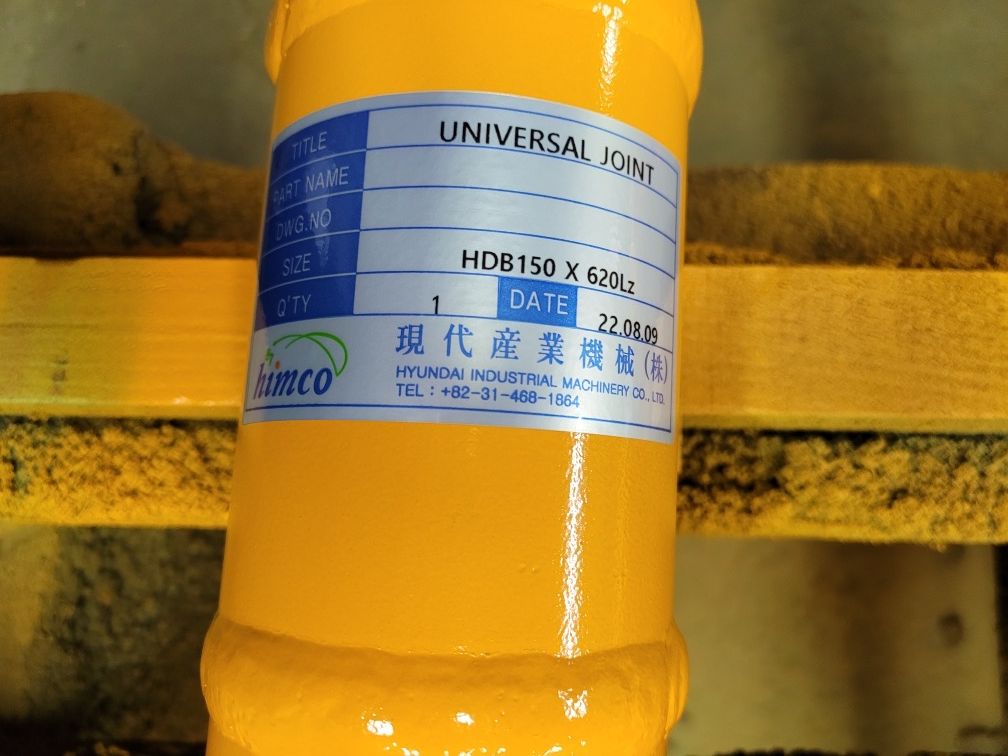 TITLE UNIVERSAL JOINT
PART NAME
DWG.NO
SIZE HDB150 X 620Lz
Q'TY 1 DATE 22.08.09
himco
現代産業機械(株)
HYUNDAI INDUSTRIAL MACHINERY CO., LTD.
TEL : +82-31-468-1864